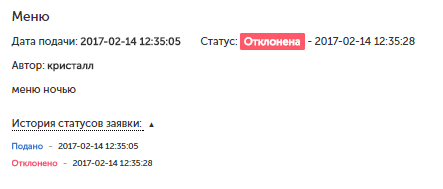 Меню
Дата подачи: 2017-02-14 12:35:05 Статус: Отклонена - 2017-02-14 12:35:28
Автор: кристалл
меню ночью
История статусов заявки: ▲
Подано - 2017-02-14 12:35:05
Отклонено - 2017-02-14 12:35:28